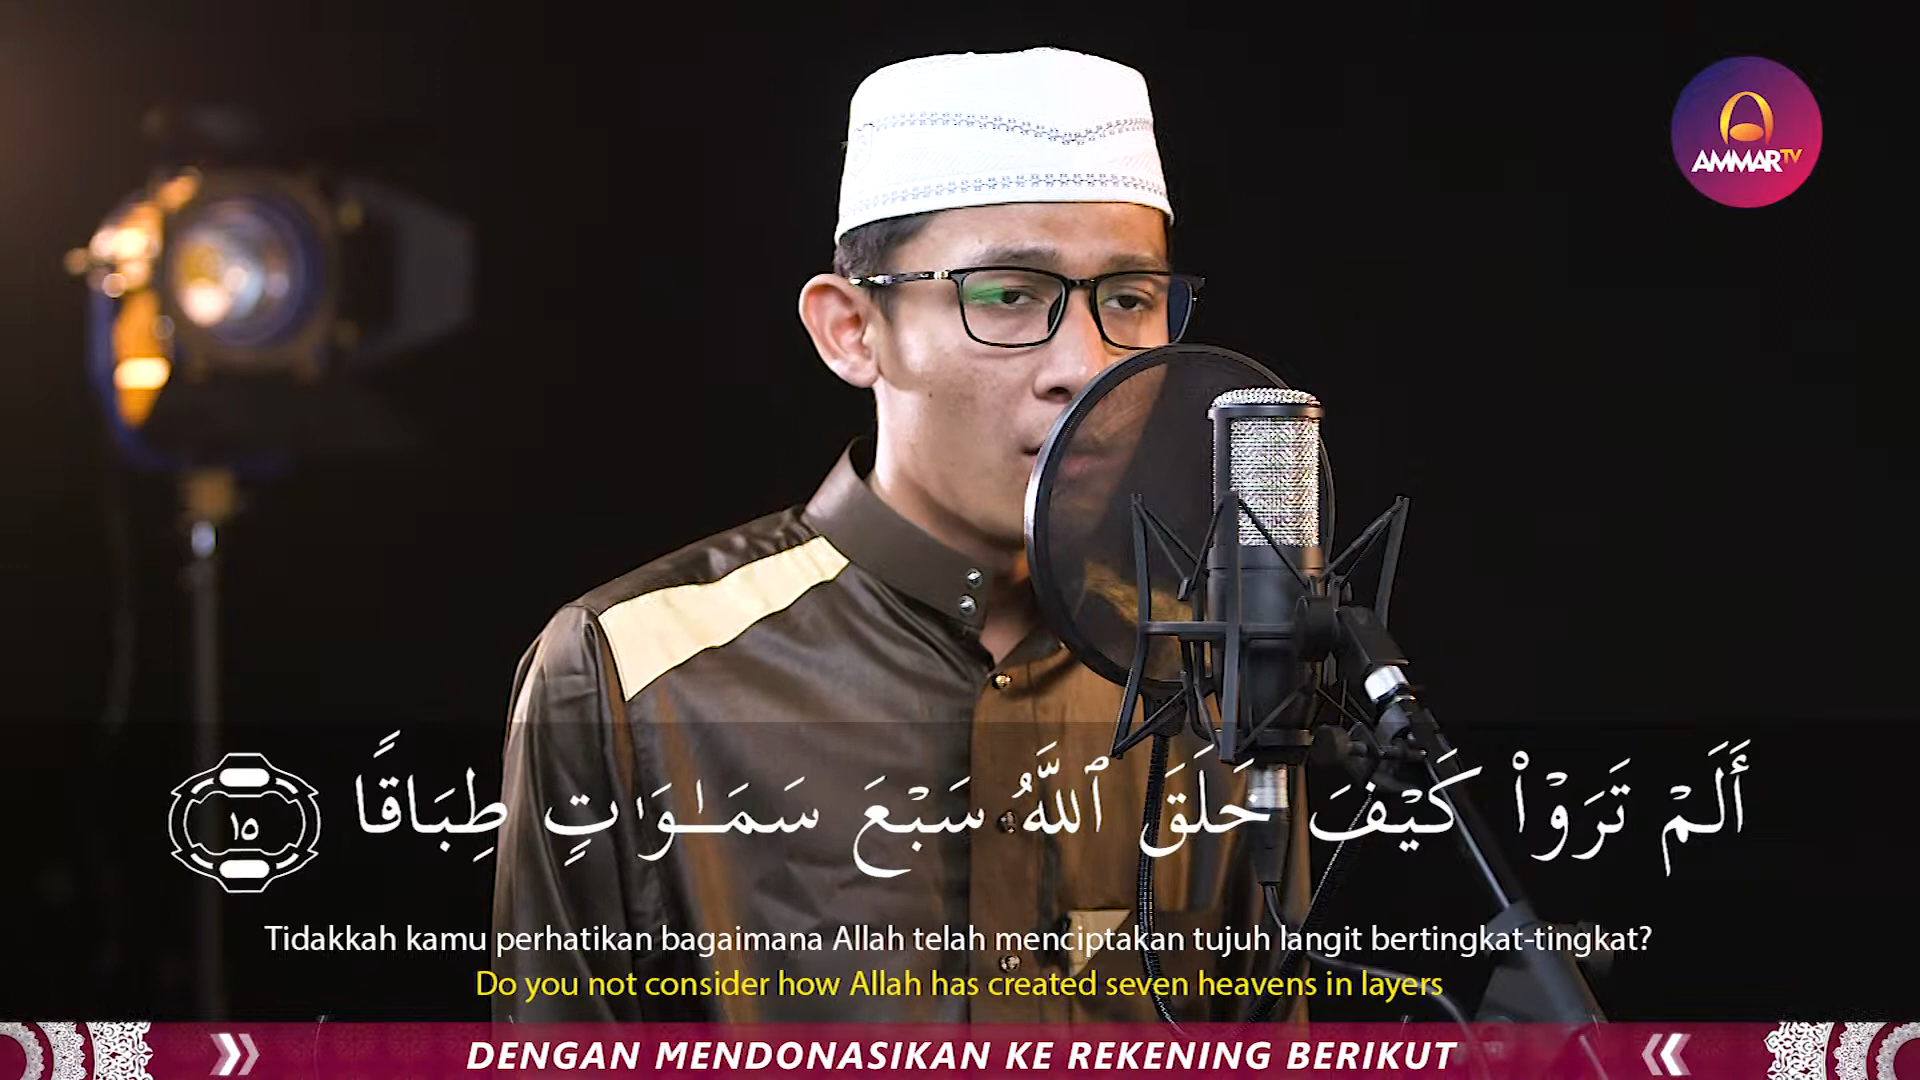 AMMAR TV
أَلَمْ تَرَوْا۟ كَيْفَ خَلَقَ ٱللَّهُ سَبْعَ سَمَـٰوَٰتٍ طِبَاقًا ١٥
Tidakkah kamu perhatikan bagaimana Allah telah menciptakan tujuh langit bertingkat-tingkat?
Do you not consider how Allah has created seven heavens in layers
DENGAN MENDONASIKAN KE REKENING BERIKUT